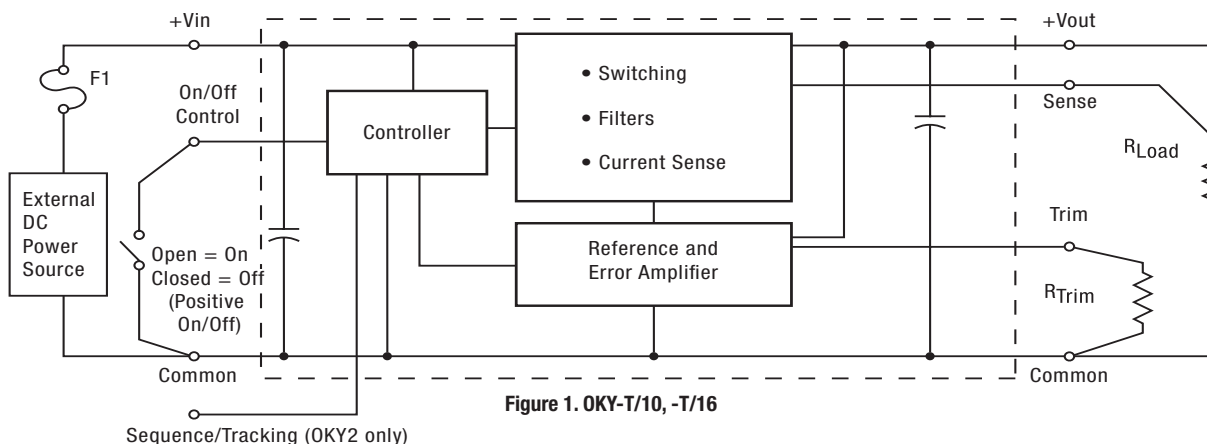 +Vin
+Vout
F1
On/Off
Control
• Switching
• Filters
• Current Sense
Sense
Controller
RLoad
External
DC
Power
Source
Open = On
Closed = Off
(Positive
On/Off)
Reference and
Error Amplifier
Trim
RTrim
Common
Common
Figure 1. OKY-T/10, -T/16
Sequence/Tracking (OKY2 only)